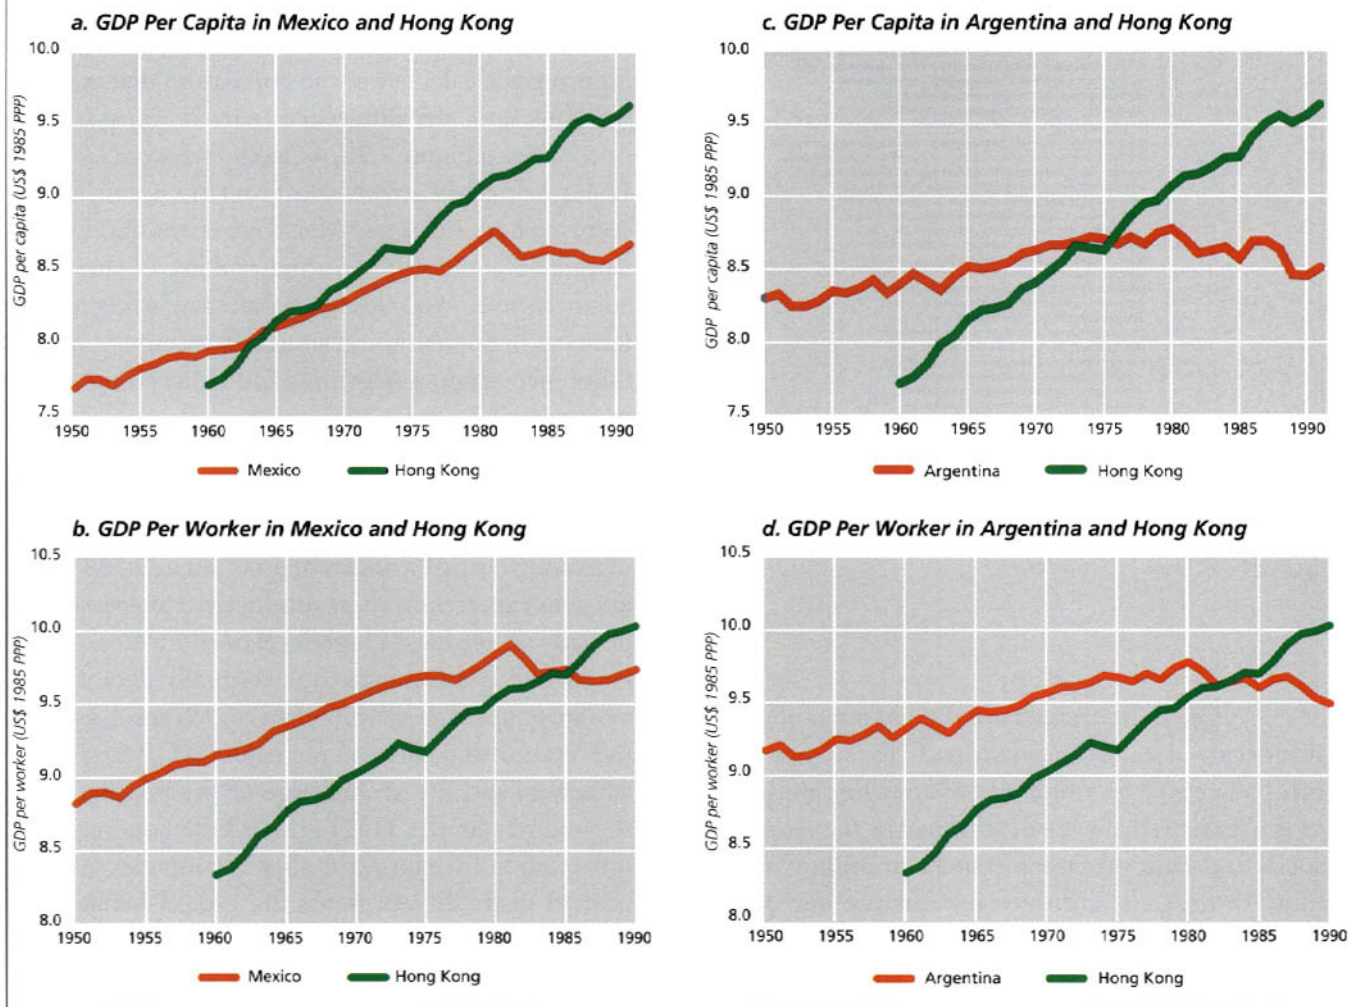 a. GDP Per Capita in Mexico and Hong Kong
GDP per capita (US$ 1985 PPP)
10.0
9.5
9.0
8.5
8.0
7.5
1950 1955 1960 1965 1970 1975 1980 1985 1990
Mexico Hong Kong
c. GDP Per Capita in Argentina and Hong Kong
GDP per capita (US$ 1985 PPP)
10.0
9.5
9.0
8.5
8.0
7.5
1950 1955 1960 1965 1970 1975 1980 1985 1990
Argentina Hong Kong
b. GDP Per Worker in Mexico and Hong Kong
GDP per worker (US$ 1985 PPP)
10.5
10.0
9.5
9.0
8.5
8.0
1950 1955 1960 1965 1970 1975 1980 1985 1990
Mexico Hong Kong
d. GDP Per Worker in Argentina and Hong Kong
GDP per worker (US$ 1985 PPP)
10.5
10.0
9.5
9.0
8.5
8.0
1950 1955 1960 1965 1970 1975 1980 1985 1990
Argentina Hong Kong